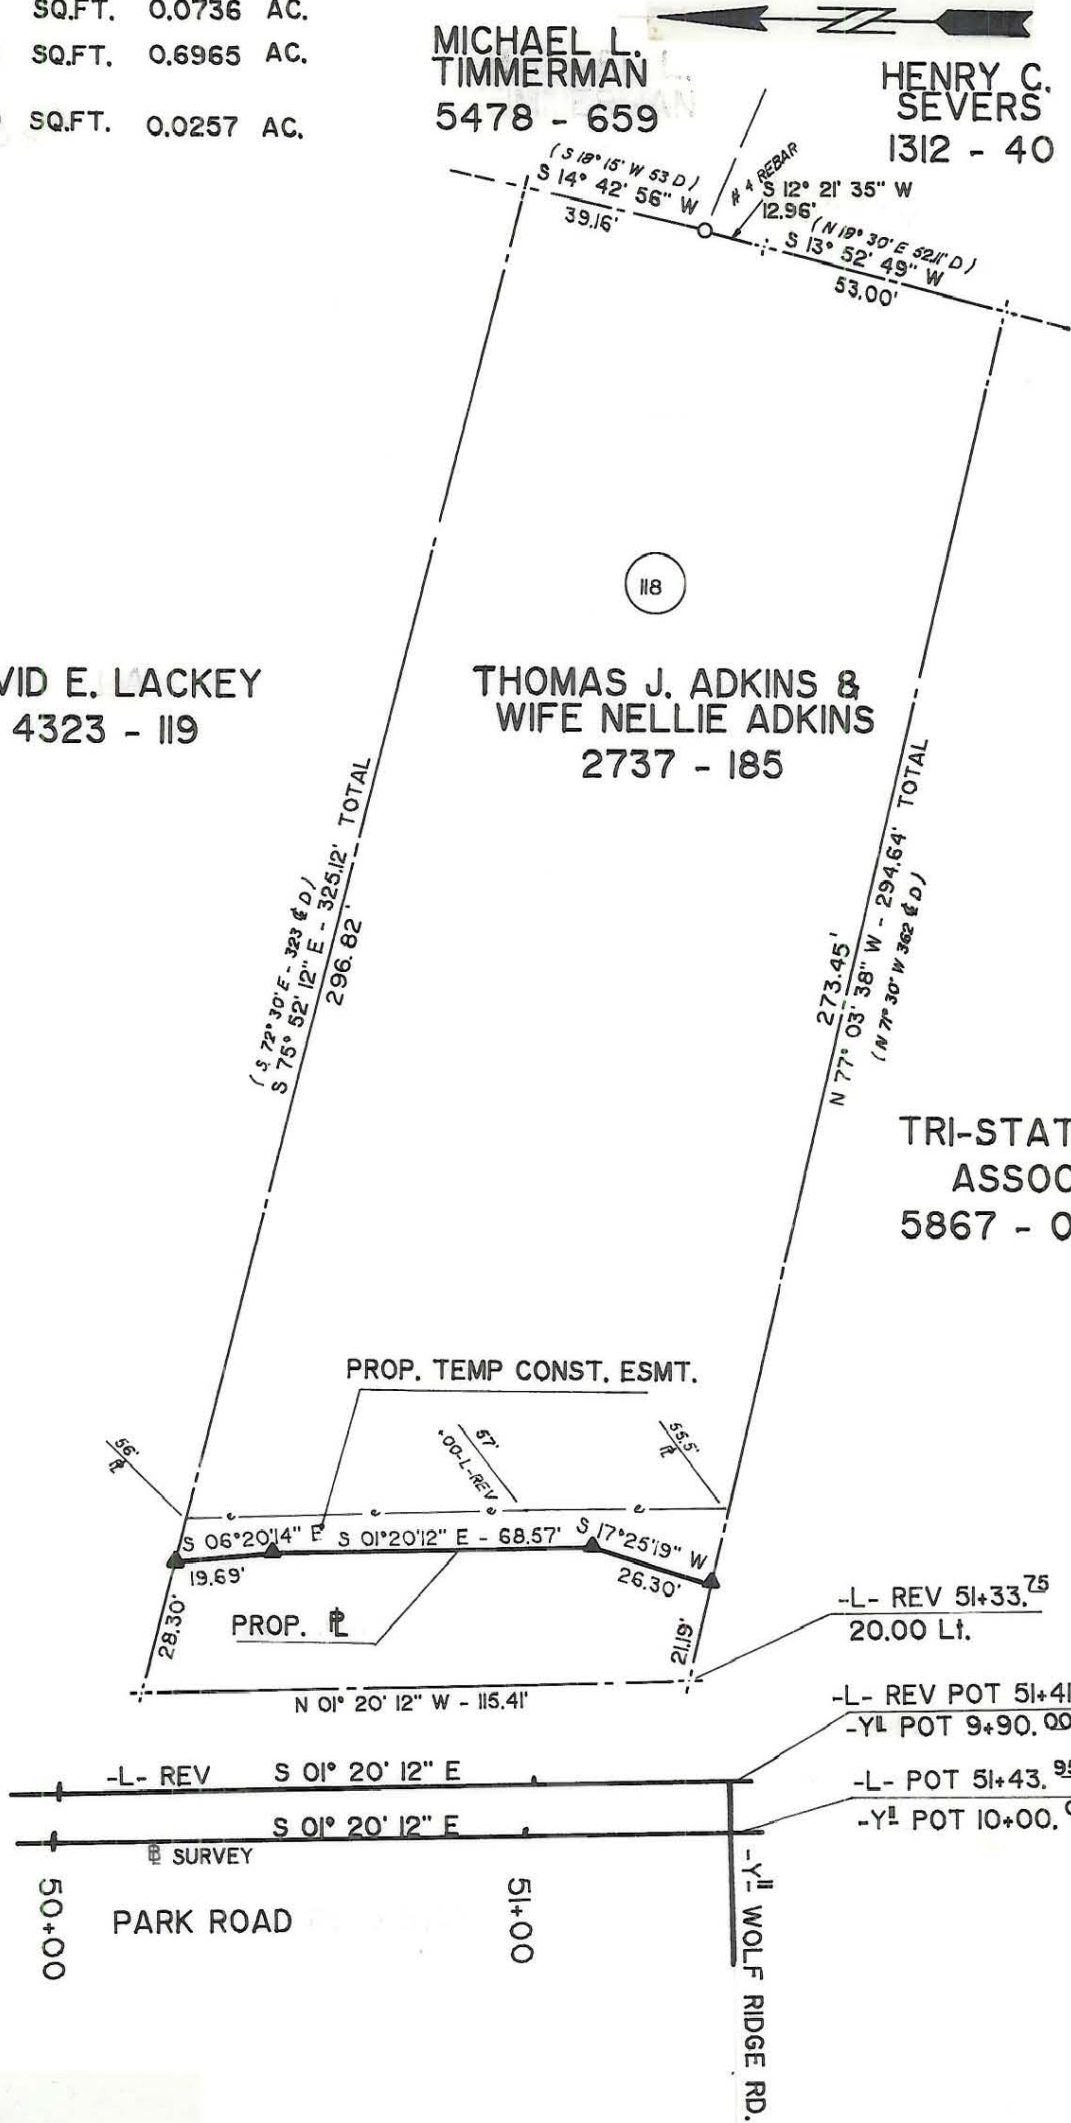 SQ.FT. 0.0736 AC.
SQ.FT. 0.6965 AC.
SQ.FT. 0.0257 AC.
MICHAEL L.
TIMMERMAN
5478 - 659
HENRY C.
SEVERS
1312 - 40
(S 18° 15' W 53 D)
S 14° 42' 56" W
39.16'
# 4 REBAR
S 12° 21' 35" W
12.96'
(N 19° 30' E 52.11' D)
S 13° 52' 49" W
53.00'
118
VID E. LACKEY
4323 - 119
THOMAS J. ADKINS &
WIFE NELLIE ADKINS
2737 - 185
(S 72° 30' E - 323 ℄ D)
S 75° 52' 12" E - 325.12' TOTAL
296.82'
273.45'
N 77° 03' 38" W - 294.64' TOTAL
(N 71° 30' W 362 ℄ D)
TRI-STAT
ASSOC
5867 - 0
PROP. TEMP CONST. ESMT.
56'
57'
+00-L-REV
55.5'
e e e e
S 06°20'14" E
S 01°20'12" E - 68.57'
S 17°25'19" W
19.69'
26.30'
28.30'
PROP.
21.19'
-L- REV 51+33.75
20.00 Lt.
N 01° 20' 12" W - 115.41'
-L- REV POT 51+41
-Y11 POT 9+90.00
-L- REV S 01° 20' 12" E
-L- POT 51+43.95
-Y11 POT 10+00.
S 01° 20' 12" E
SURVEY
50+00
PARK ROAD
51+00
-Y11- WOLF RIDGE RD.